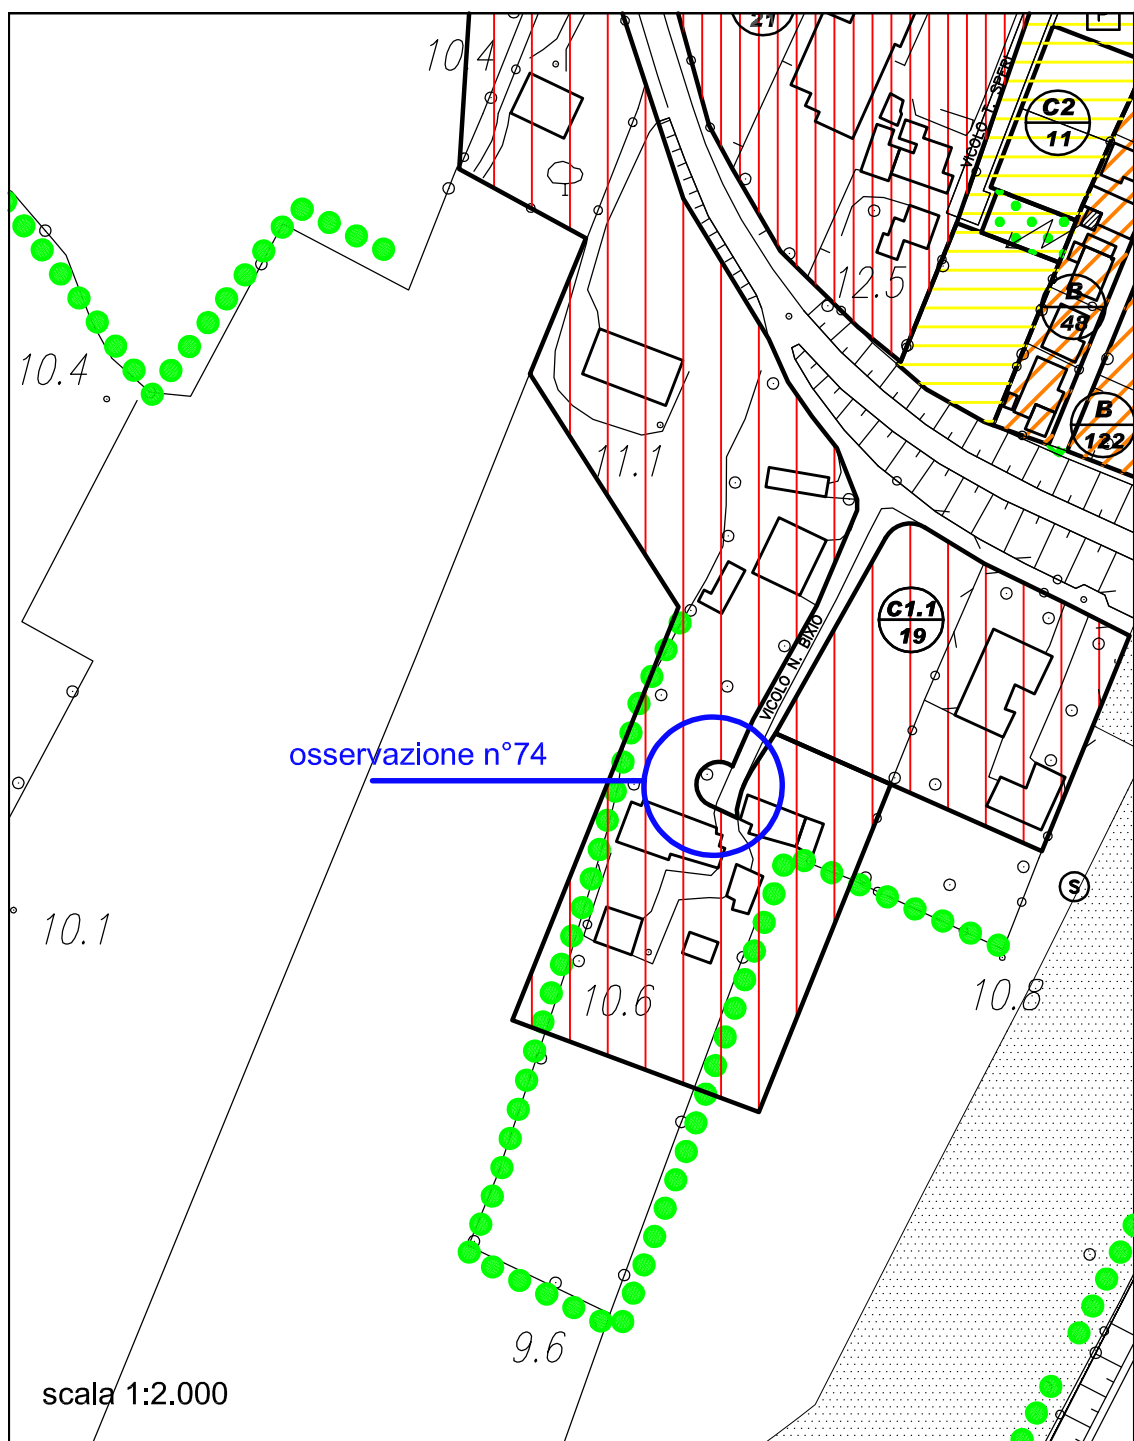 21
10.4
VICOLO T. SPERI
C2
11
12.5
B
48
10.4
B
122
11.1
C1.1
19
VICOLO N. BIXIO
osservazione n°74
S
10.1
10.6
10.8
9.6
scala 1:2.000